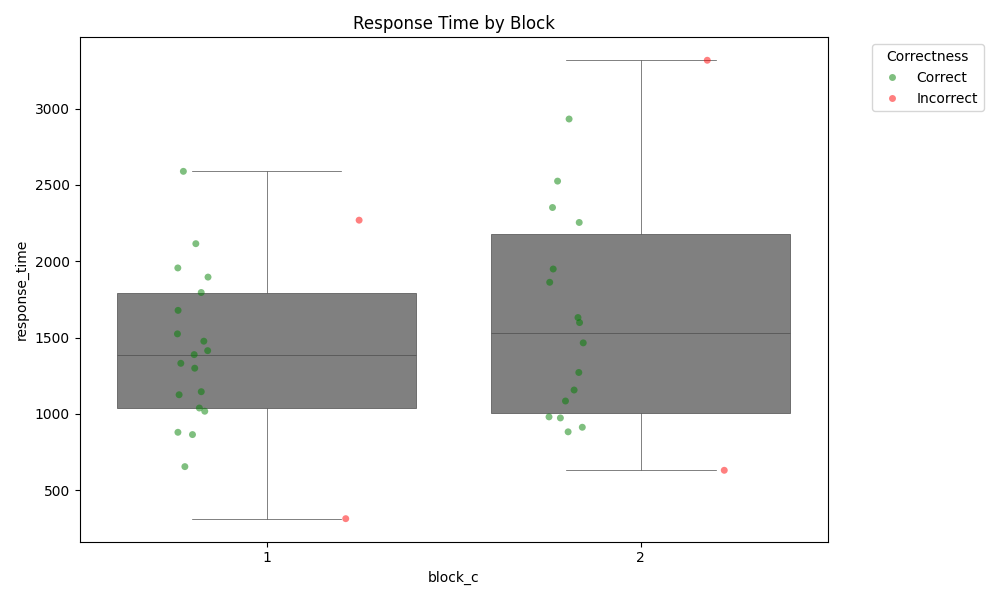 Response Time by Block
Correctness
Correct
Incorrect
response_time
3000
2500
2000
1500
1000
500
1
2
block_c